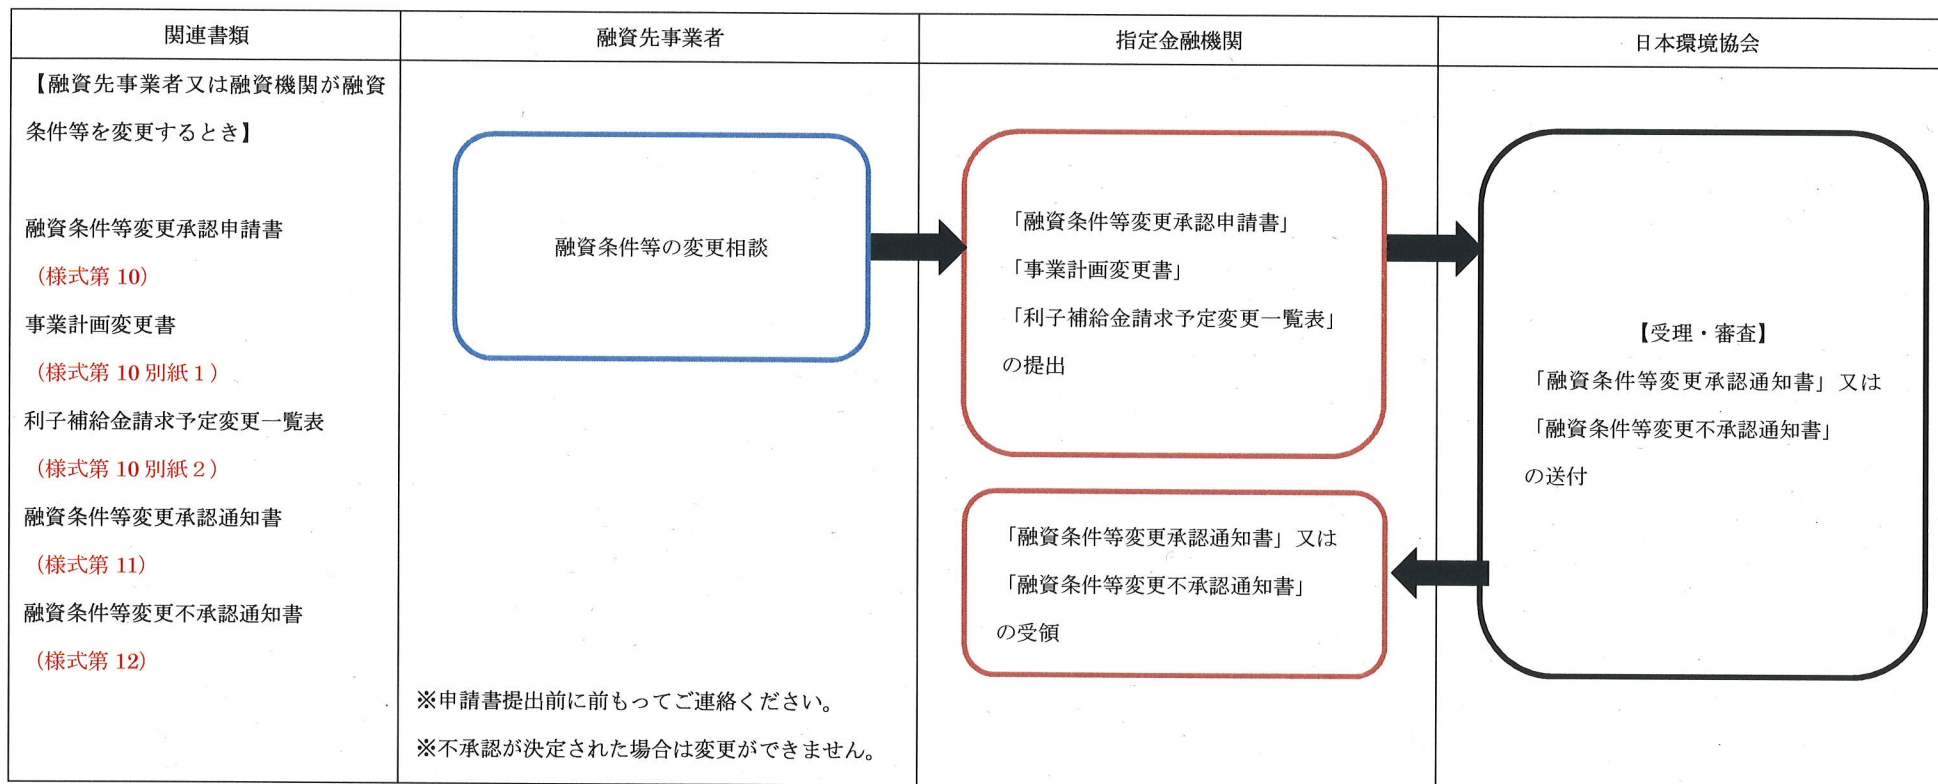 関連書類
融資先事業者
指定金融機関
日本環境協会
【融資先事業者又は融資機関が融資
条件等を変更するとき】
融資条件等変更承認申請書
（様式第 10）
事業計画変更書
（様式第 10 別紙１）
利子補給金請求予定変更一覧表
（様式第 10 別紙２）
融資条件等変更承認通知書
（様式第 11）
融資条件等変更不承認通知書
（様式第 12）
融資条件等の変更相談
※申請書提出前に前もってご連絡ください。
※不承認が決定された場合は変更ができません。
「融資条件等変更承認申請書」
「事業計画変更書」
「利子補給金請求予定変更一覧表」
の提出
「融資条件等変更承認通知書」又は
「融資条件等変更不承認通知書」
の受領
【受理・審査】
「融資条件等変更承認通知書」又は
「融資条件等変更不承認通知書」
の送付